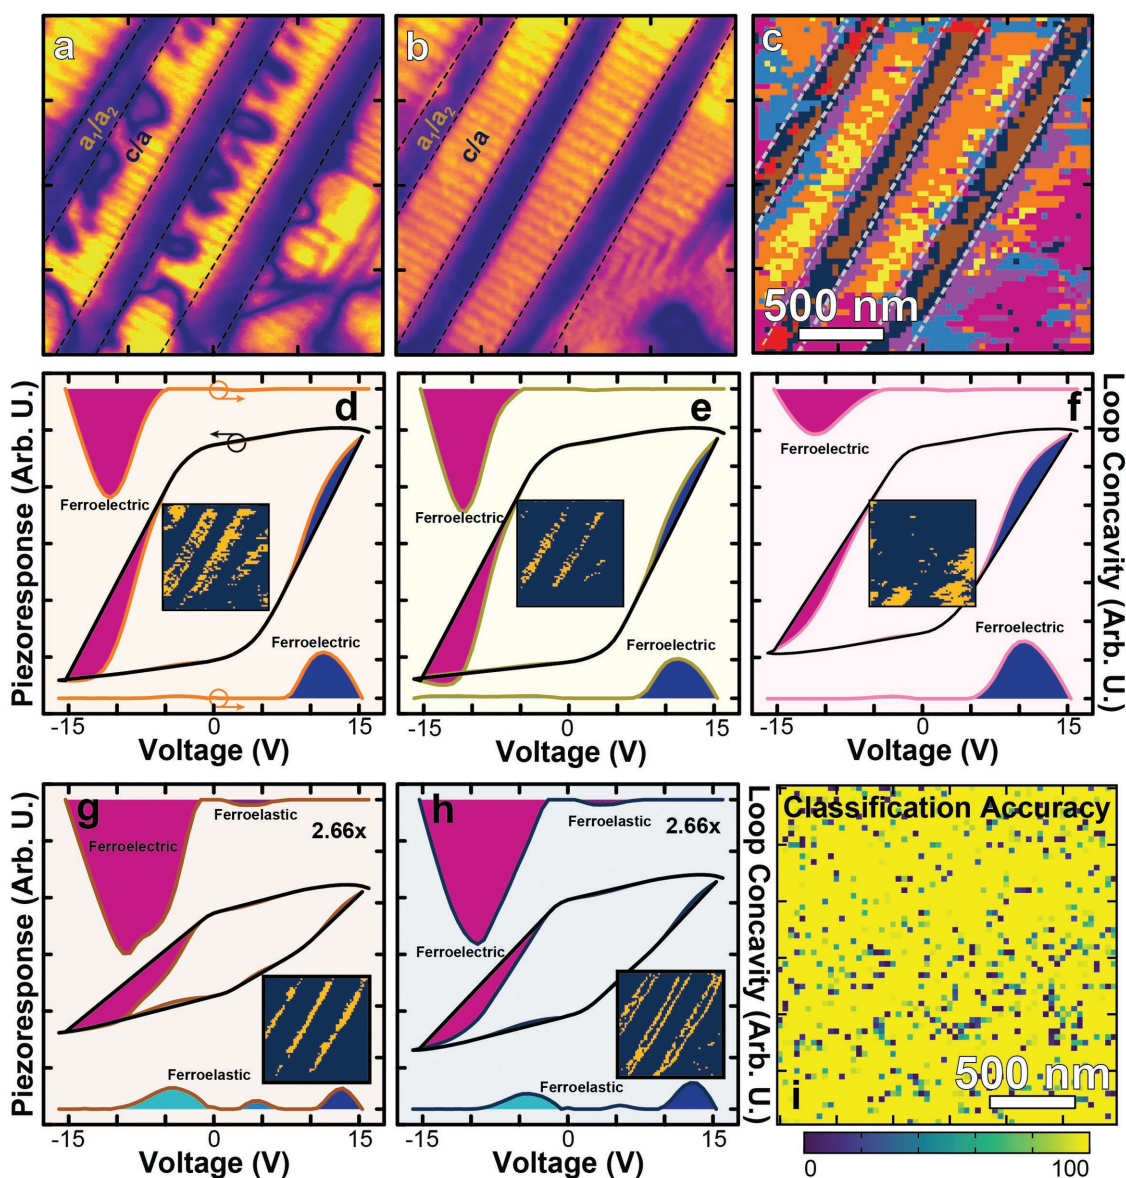 a
a1/a2
c/a
b
a1/a2
c/a
c
500 nm
Piezoresponse (Arb. U.)
d
Ferroelectric
Ferroelectric
-15
0
15
Voltage (V)
e
Ferroelectric
Ferroelectric
-15
0
15
Voltage (V)
f
Ferroelectric
Ferroelectric
-15
0
15
Voltage (V)
Loop Concavity (Arb. U.)
Piezoresponse (Arb. U.)
g
Ferroelectric
Ferroelastic
2.66x
Ferroelastic
-15
0
15
Voltage (V)
h
Ferroelectric
Ferroelastic
2.66x
Ferroelastic
-15
0
15
Voltage (V)
Loop Concavity (Arb. U.)
Classification Accuracy
i
500 nm
0
100